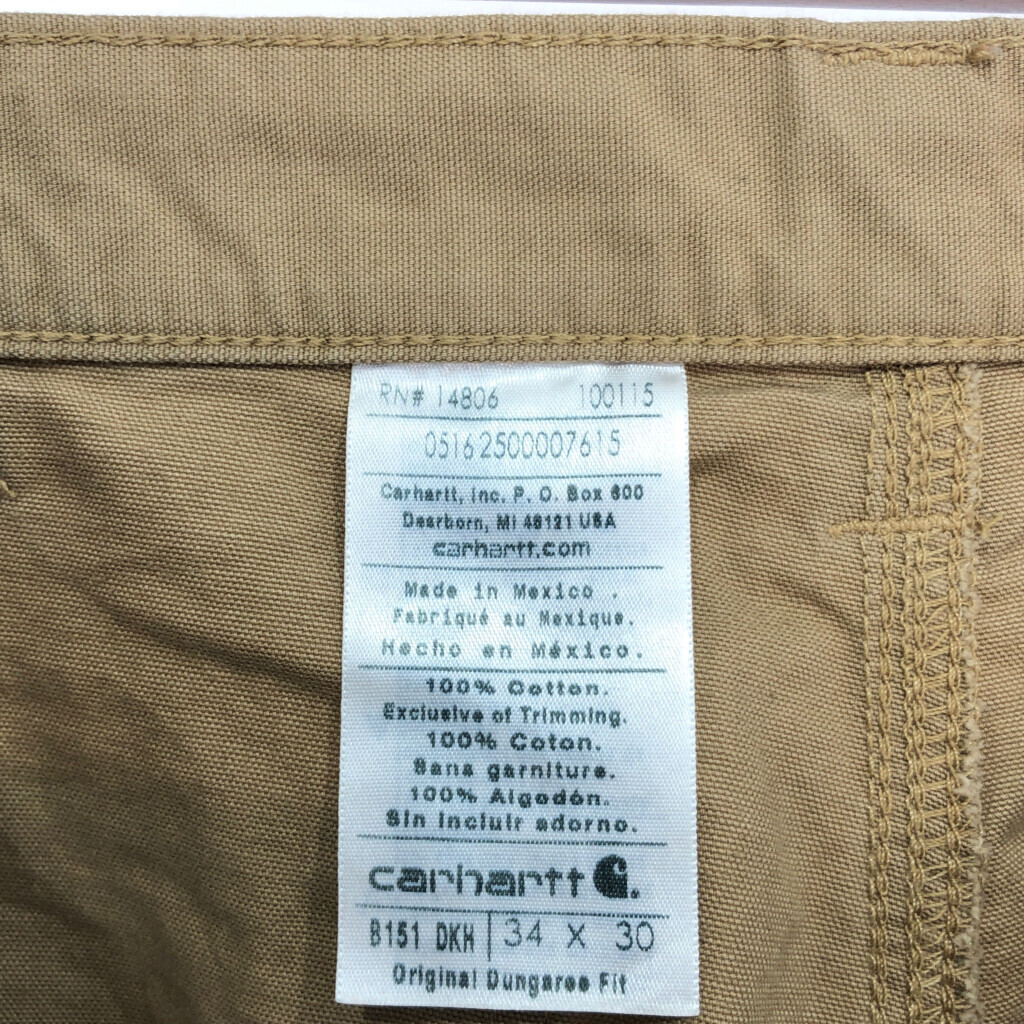 RN# 14806 100115
05162500007615
Carhartt, Inc. P. O. Box 600
Dearborn, MI 48121 USA
carhartt.com
Made in Mexico .
Fabriqué au Mexique.
Hecho en México.
100% Cotton.
Exclusive of Trimming.
100% Coton.
Sans garniture.
100% Algodón.
Sin incluir adorno.
carhartt
B151 DKH 34 X 30
Original Dungaree Fit